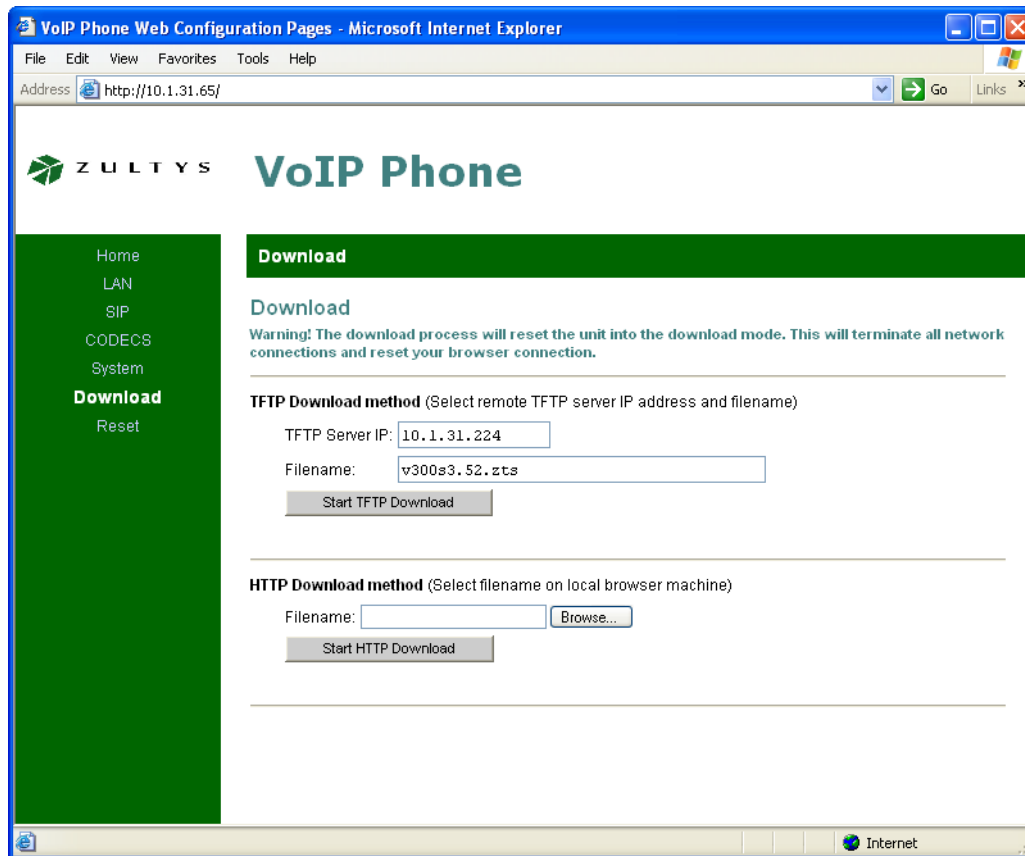 VoIP Phone Web Configuration Pages - Microsoft Internet Explorer
File Edit View Favorites Tools Help
Address http://10.1.31.65/ Go Links »
ZULTYS VoIP Phone
Home
LAN
SIP
CODECS
System
Download
Reset
Download
Download
Warning! The download process will reset the unit into the download mode. This will terminate all network
connections and reset your browser connection.
TFTP Download method (Select remote TFTP server IP address and filename)
TFTP Server IP: 10.1.31.224
Filename: v300s3.52.zts
Start TFTP Download
HTTP Download method (Select filename on local browser machine)
Filename: Browse...
Start HTTP Download
Internet